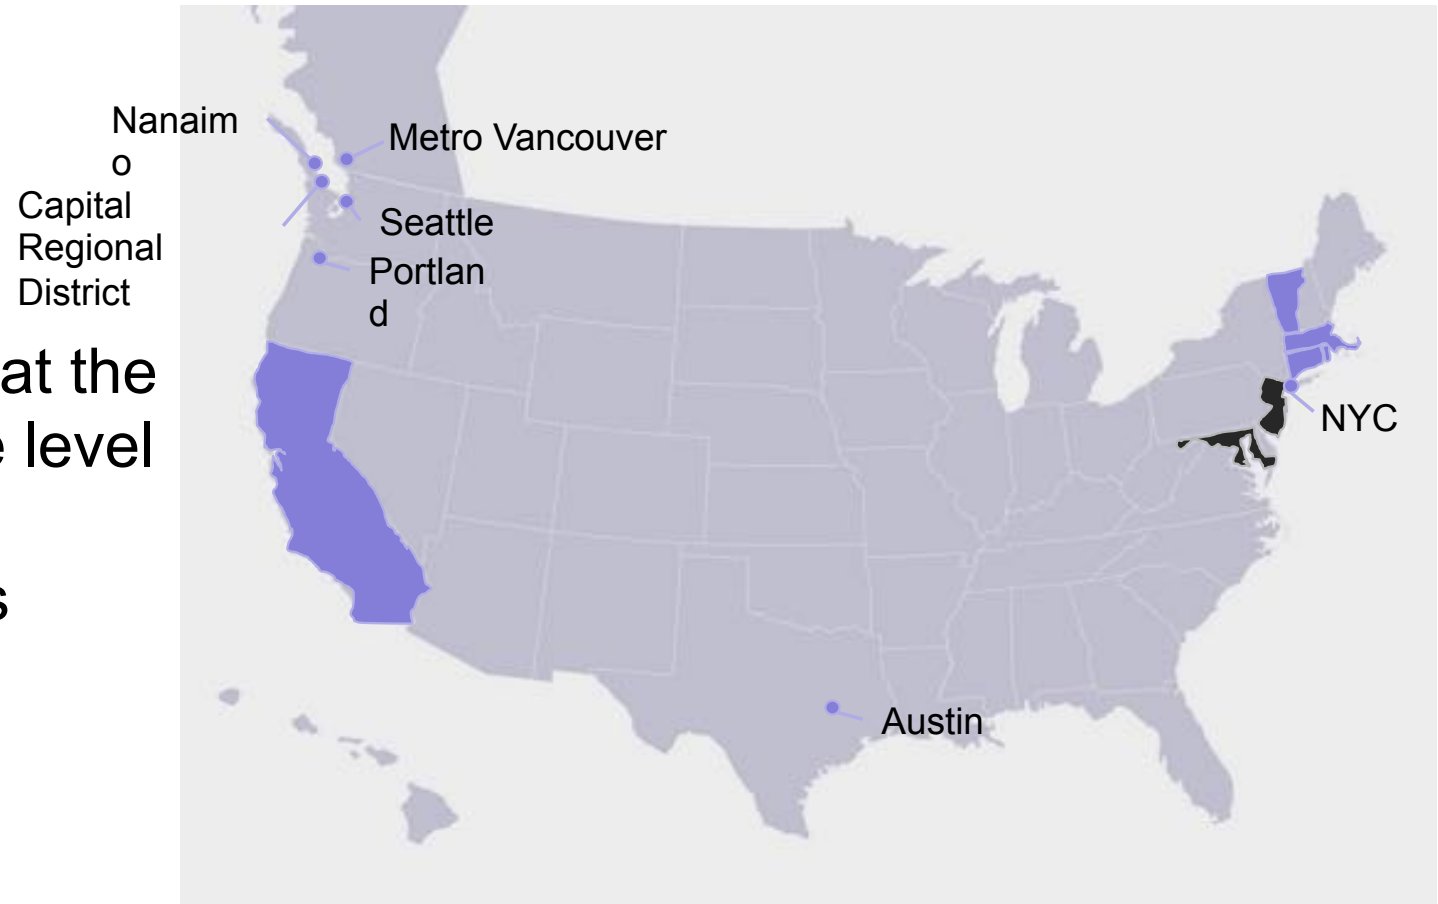 Nanaim
o
Metro Vancouver
Capital
Regional
District
Seattle
Portlan
d
at the
level
NYC
Austin